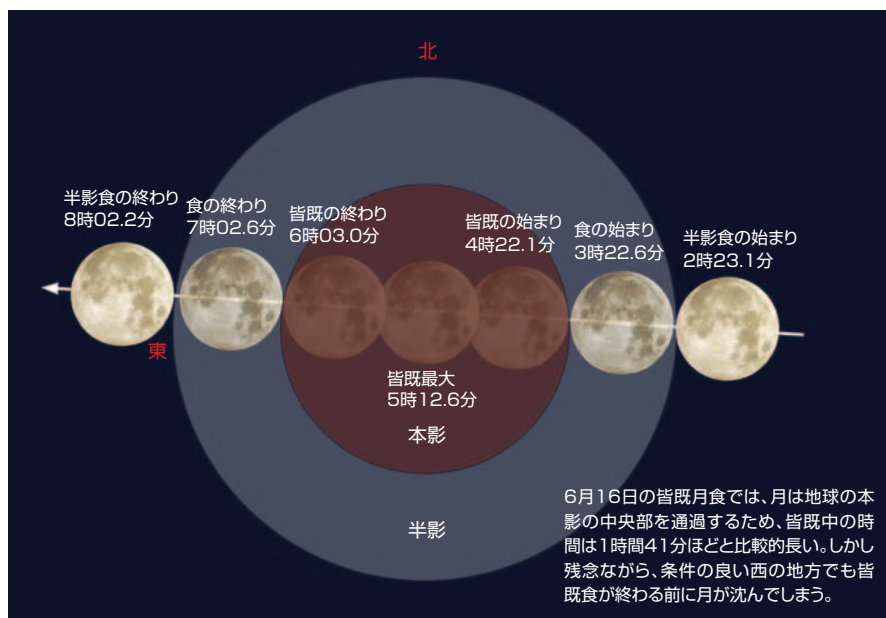 北
半影食の終わり
8時02.2分
食の終わり
7時02.6分
皆既の終わり
6時03.0分
皆既の始まり
4時22.1分
食の始まり
3時22.6分
半影食の始まり
2時23.1分
東
皆既最大
5時12.6分
本影
半影
6月16日の皆既月食では、月は地球の本
影の中央部を通過するため、皆既中の時
間は1時間41分ほどと比較的長い。しかし
残念ながら、条件の良い西の地方でも皆
既食が終わる前に月が沈んでしまう。